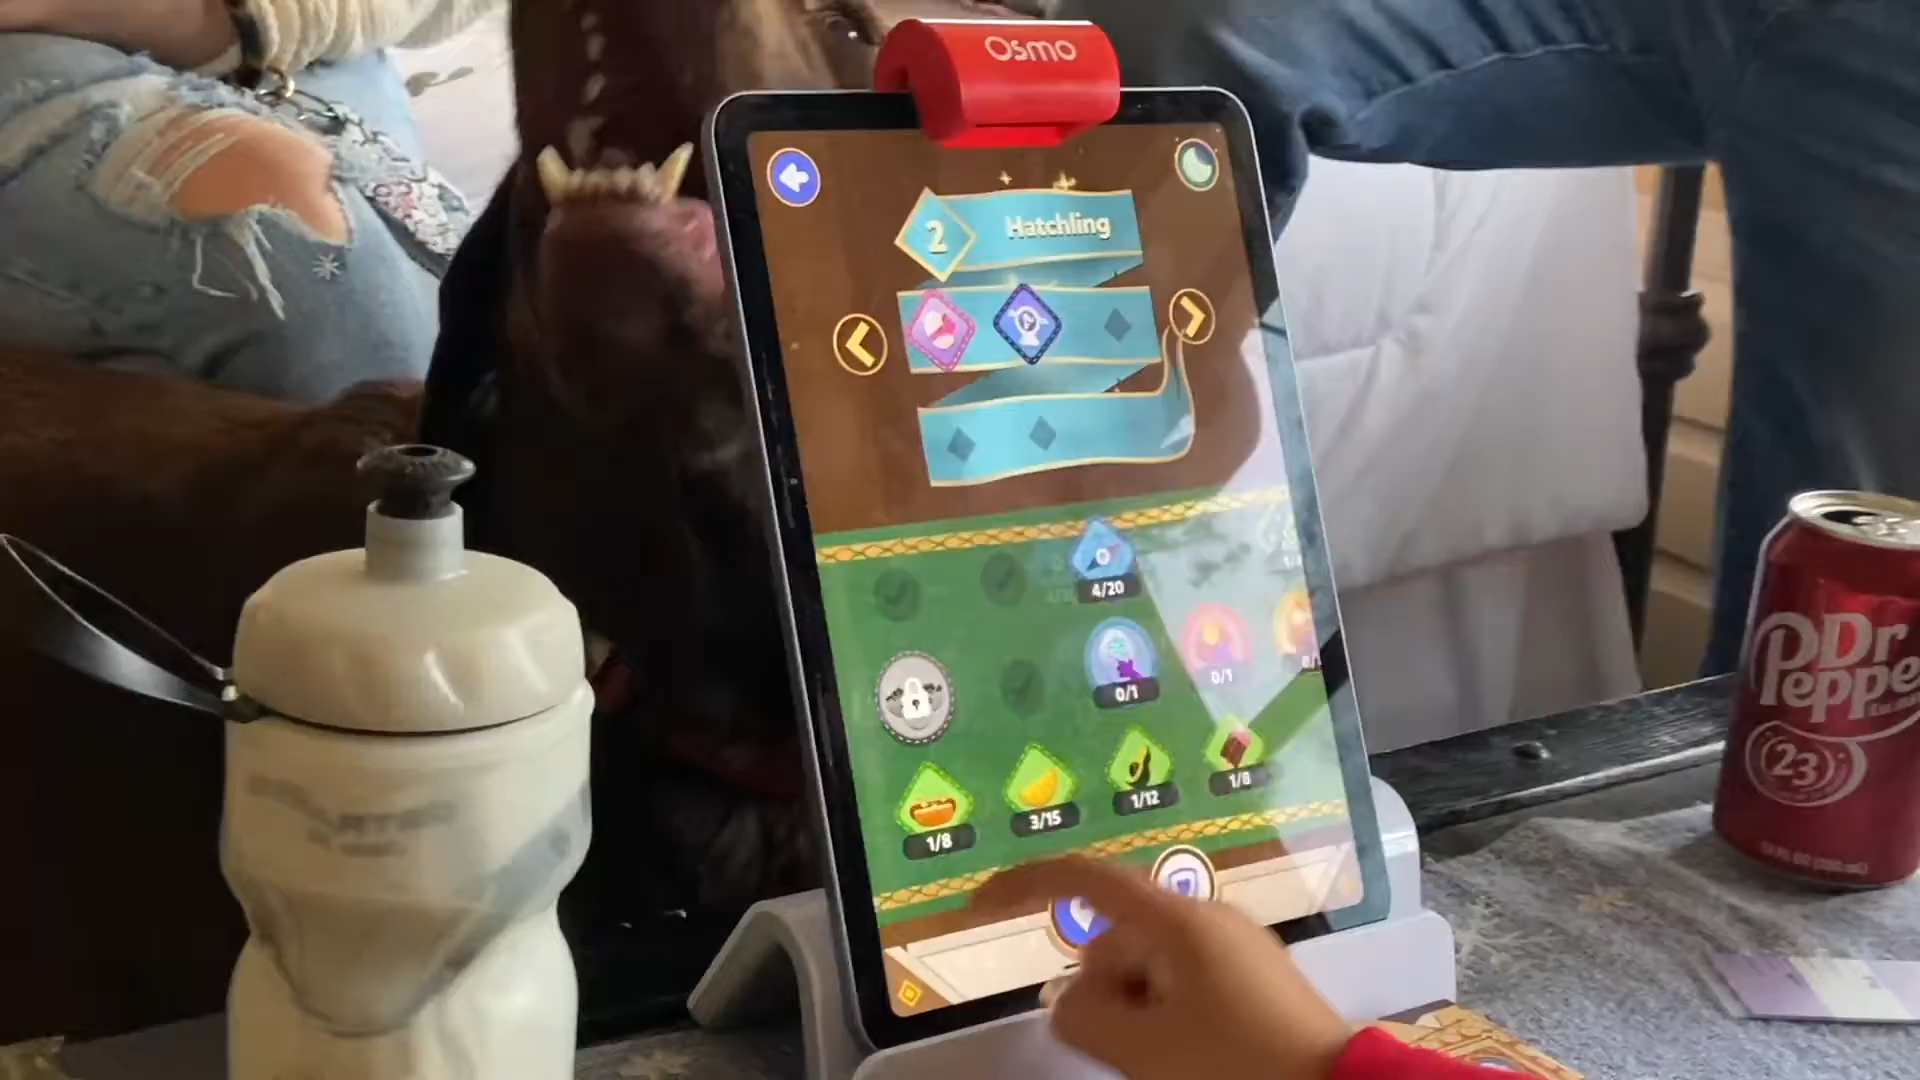 Osmo
2 Hatchling
4/20
0/1
0/1
1/8
3/15
1/12
1/8
Dr
Pepper
23